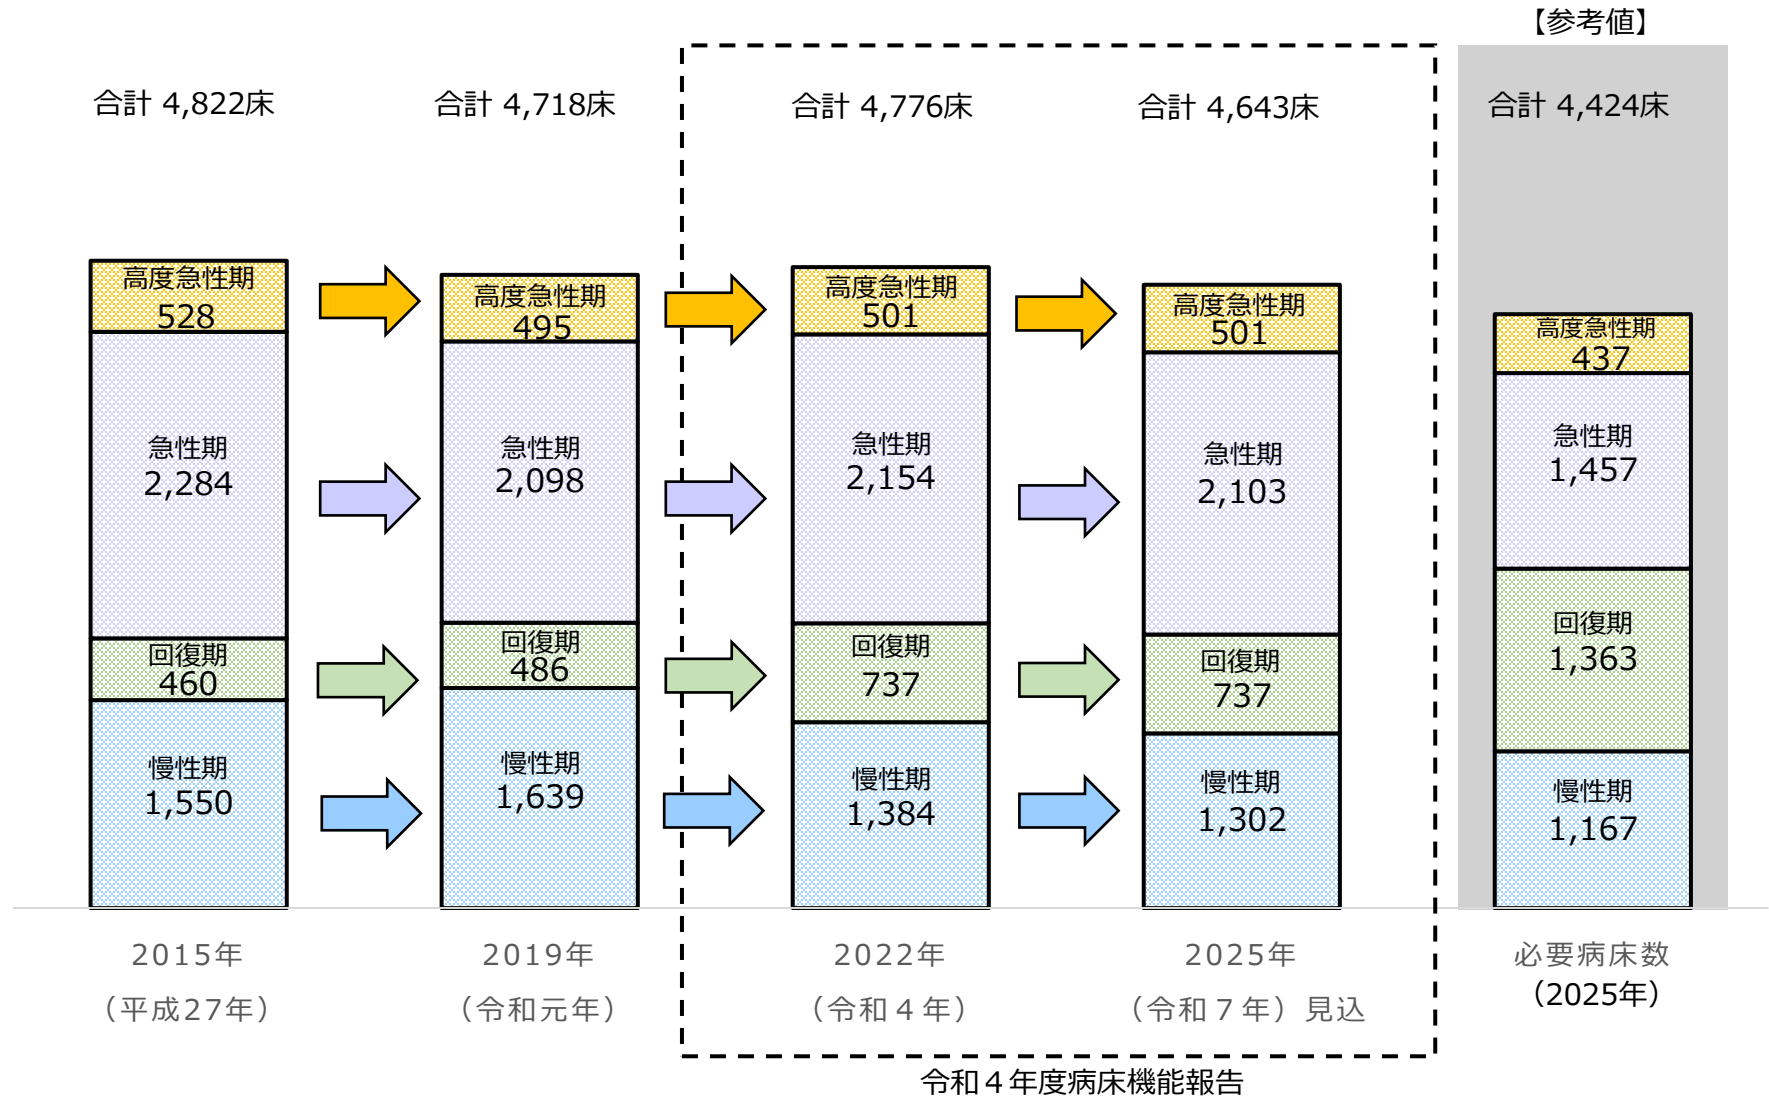 【参考値】
合計 4,822床
合計 4,718床
合計 4,776床
合計 4,643床
合計 4,424床
高度急性期
528
急性期
2,284
回復期
460
慢性期
1,550
高度急性期
495
急性期
2,098
回復期
486
慢性期
1,639
高度急性期
501
急性期
2,154
回復期
737
慢性期
1,384
高度急性期
501
急性期
2,103
回復期
737
慢性期
1,302
高度急性期
437
急性期
1,457
回復期
1,363
慢性期
1,167
2015年
（平成27年）
2019年
（令和元年）
2022年
（令和４年）
2025年
（令和７年）見込
必要病床数
（2025年）
令和４年度病床機能報告